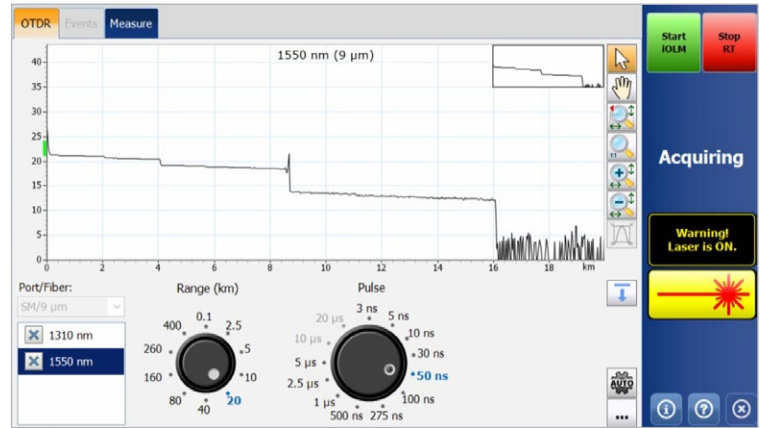 OTDR Events Measure
1550 nm (9 µm)
40
35
30
25
20
15
10
5
0
0 2 4 6 8 10 12 14 16 18 km
Port/Fiber:
SM/9 µm
1310 nm
1550 nm
Range (km)
0.1
2.5
5
10
20
40
80
160
260
400
Pulse
3 ns
5 ns
10 ns
30 ns
50 ns
100 ns
275 ns
500 ns
1 µs
2.5 µs
5 µs
10 µs
20 µs
AUTO
...
Start
iOLM
Stop
RT
Acquiring
Warning!
Laser is ON.